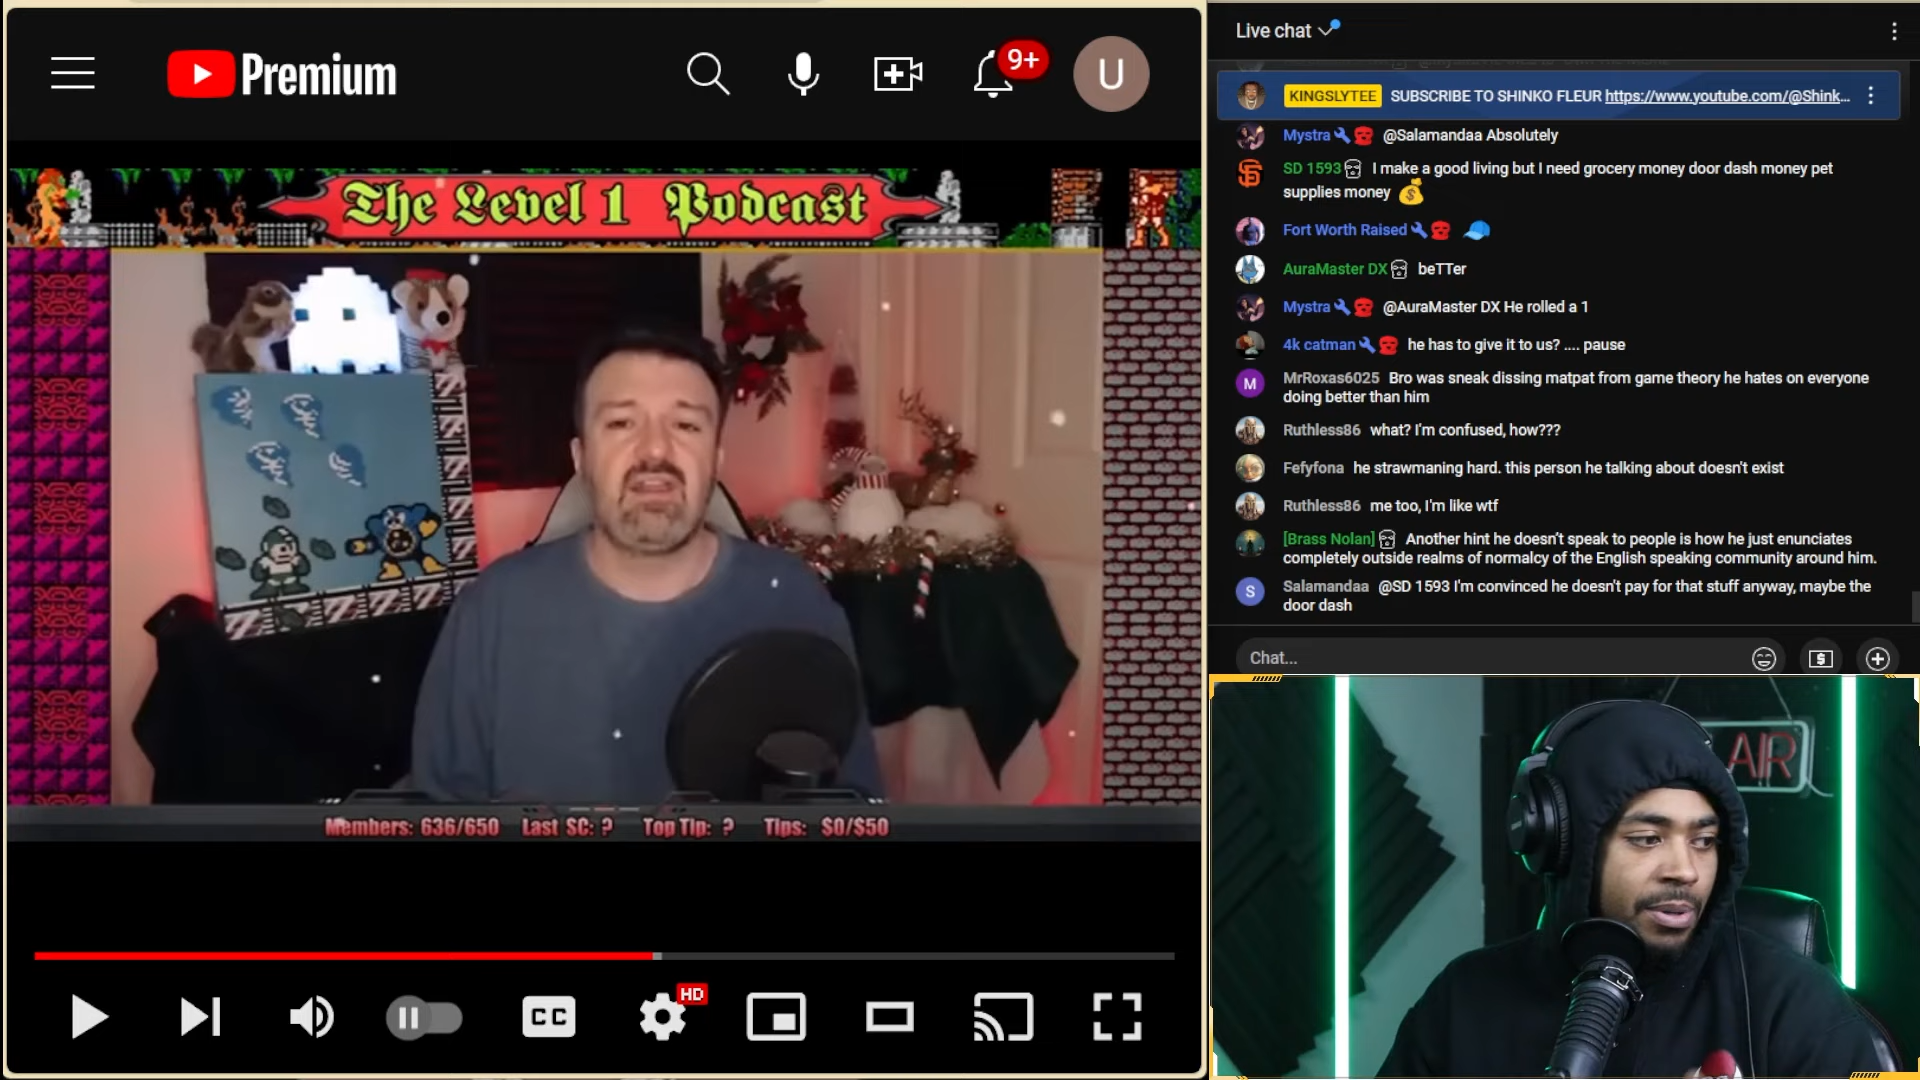 Premium
9+
U
The Level 1 Podcast
Members: 636/650 Last SC: ? Top Tip: ? Tips: $0/$50
CC
HD
Live chat
KINGSLYTEE SUBSCRIBE TO SHINKO FLEUR https://www.youtube.com/@Shink...
Mystra @Salamandaa Absolutely
SD 1593 I make a good living but I need grocery money door dash money pet
supplies money
Fort Worth Raised
AuraMaster DX beTTer
Mystra @AuraMaster DX He rolled a 1
4k catman he has to give it to us? .... pause
M
MrRoxas6025 Bro was sneak dissing matpat from game theory he hates on everyone
doing better than him
Ruthless86 what? I'm confused, how???
Fefyfona he strawmaning hard. this person he talking about doesn't exist
Ruthless86 me too, I'm like wtf
[Brass Nolan] Another hint he doesn't speak to people is how he just enunciates
completely outside realms of normalcy of the English speaking community around him.
S
Salamandaa @SD 1593 I'm convinced he doesn't pay for that stuff anyway, maybe the
door dash
Chat...
AIR